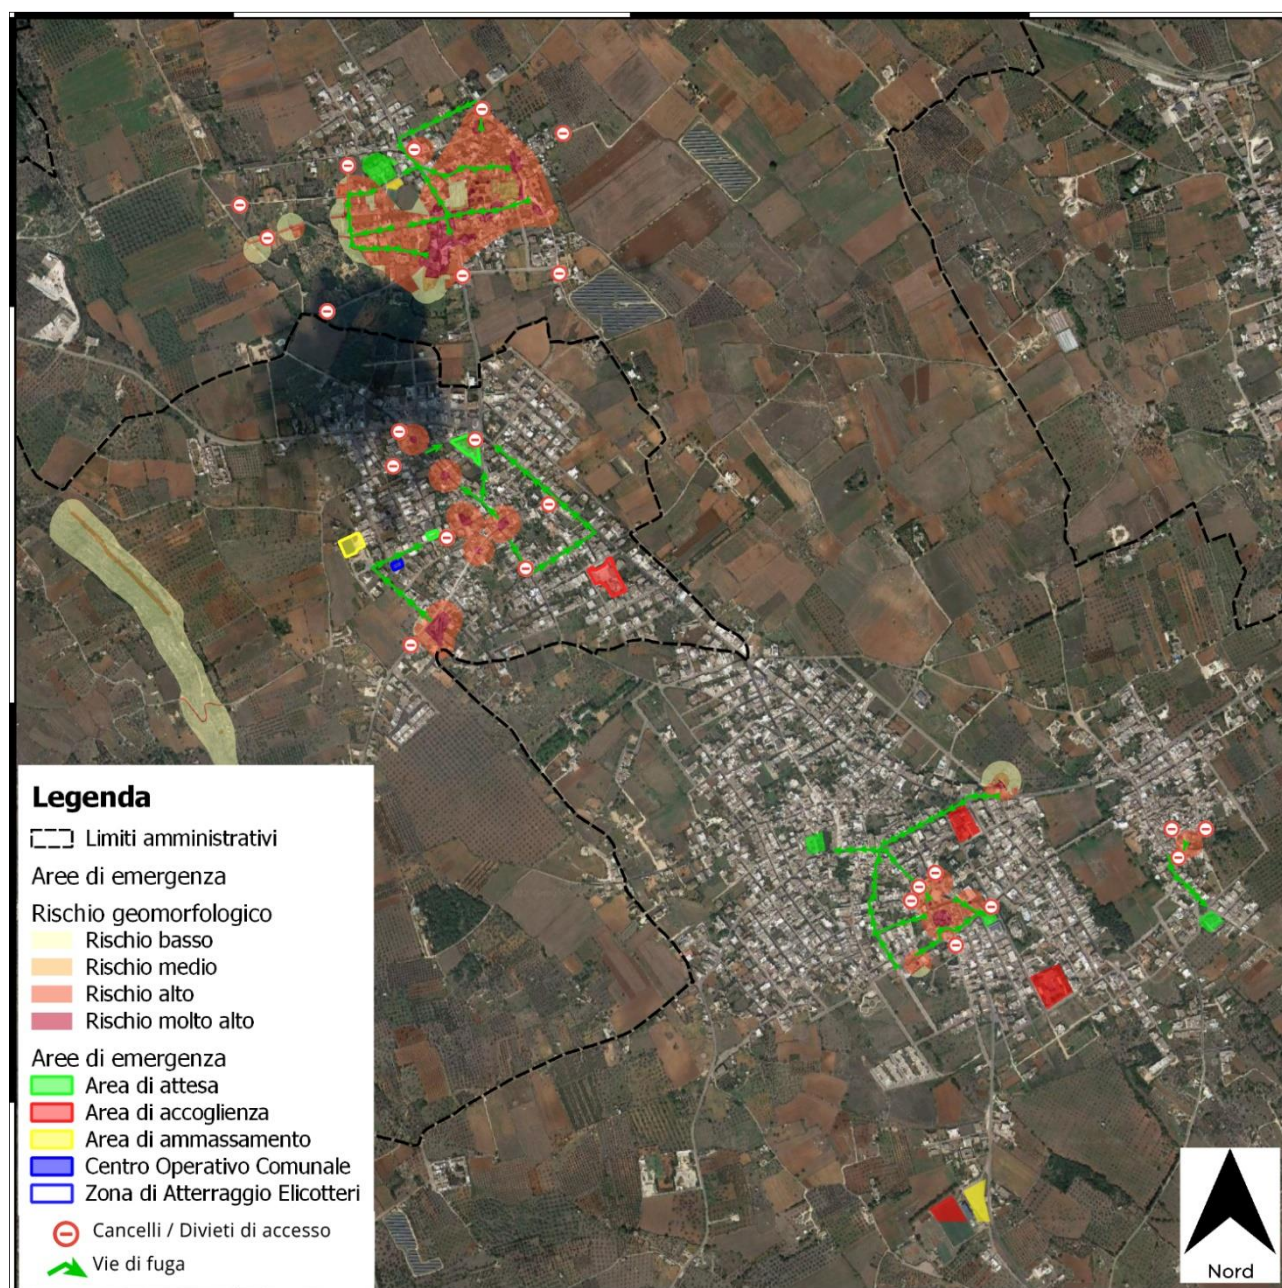 Legenda
Limiti amministrativi
Aree di emergenza
Rischio geomorfologico
Rischio basso
Rischio medio
Rischio alto
Rischio molto alto
Aree di emergenza
Area di attesa
Area di accoglienza
Area di ammassamento
Centro Operativo Comunale
Zona di Atterraggio Elicotteri
Cancelli / Divieti di accesso
Vie di fuga
Nord